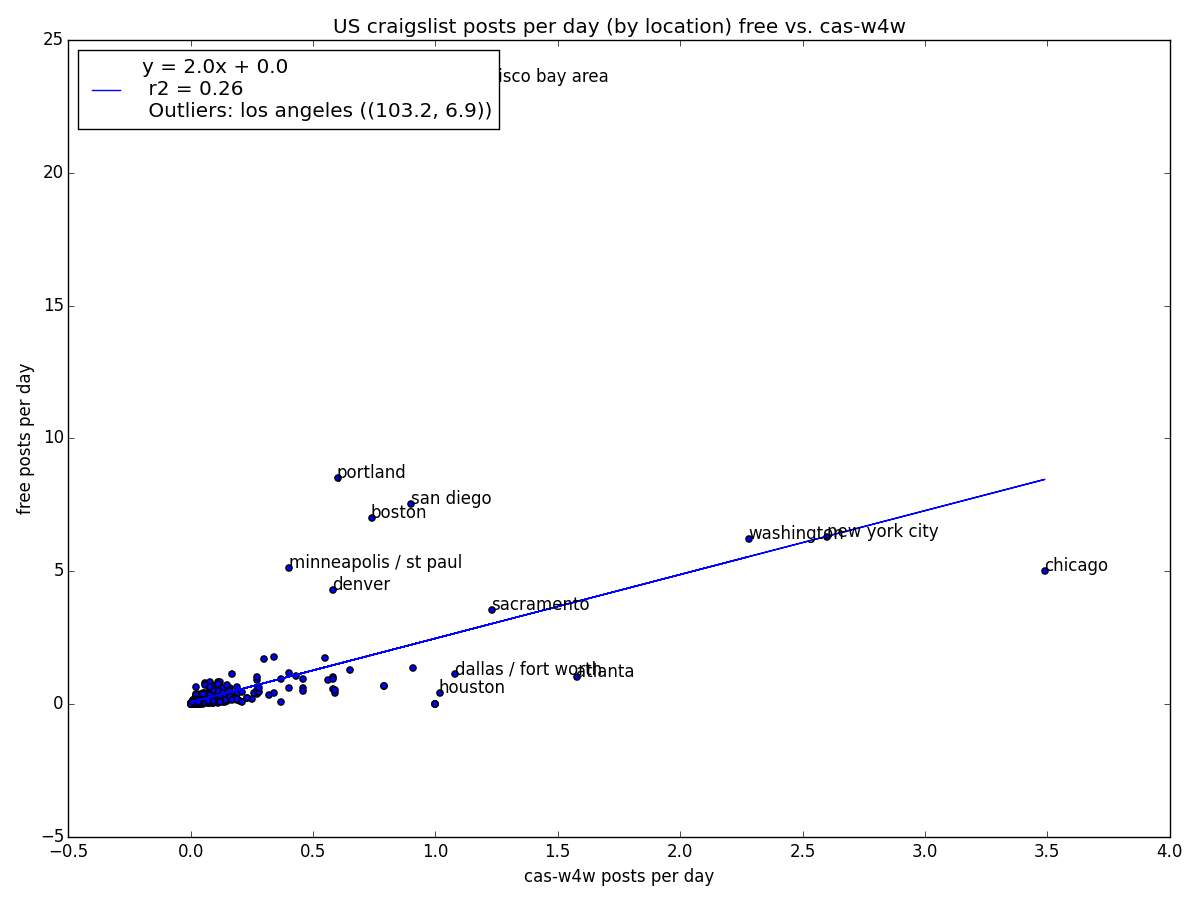 US craigslist posts per day (by location) free vs. cas-w4w
25
y = 2.0x + 0.0
r2 = 0.26
Outliers: los angeles ((103.2, 6.9))
isco bay area
20
15
10
5
0
−5
free posts per day
portland
san diego
boston
minneapolis / st paul
denver
washington
new york city
chicago
sacramento
dallas / fort worth
atlanta
houston
−0.5 0.0 0.5 1.0 1.5 2.0 2.5 3.0 3.5 4.0
cas-w4w posts per day